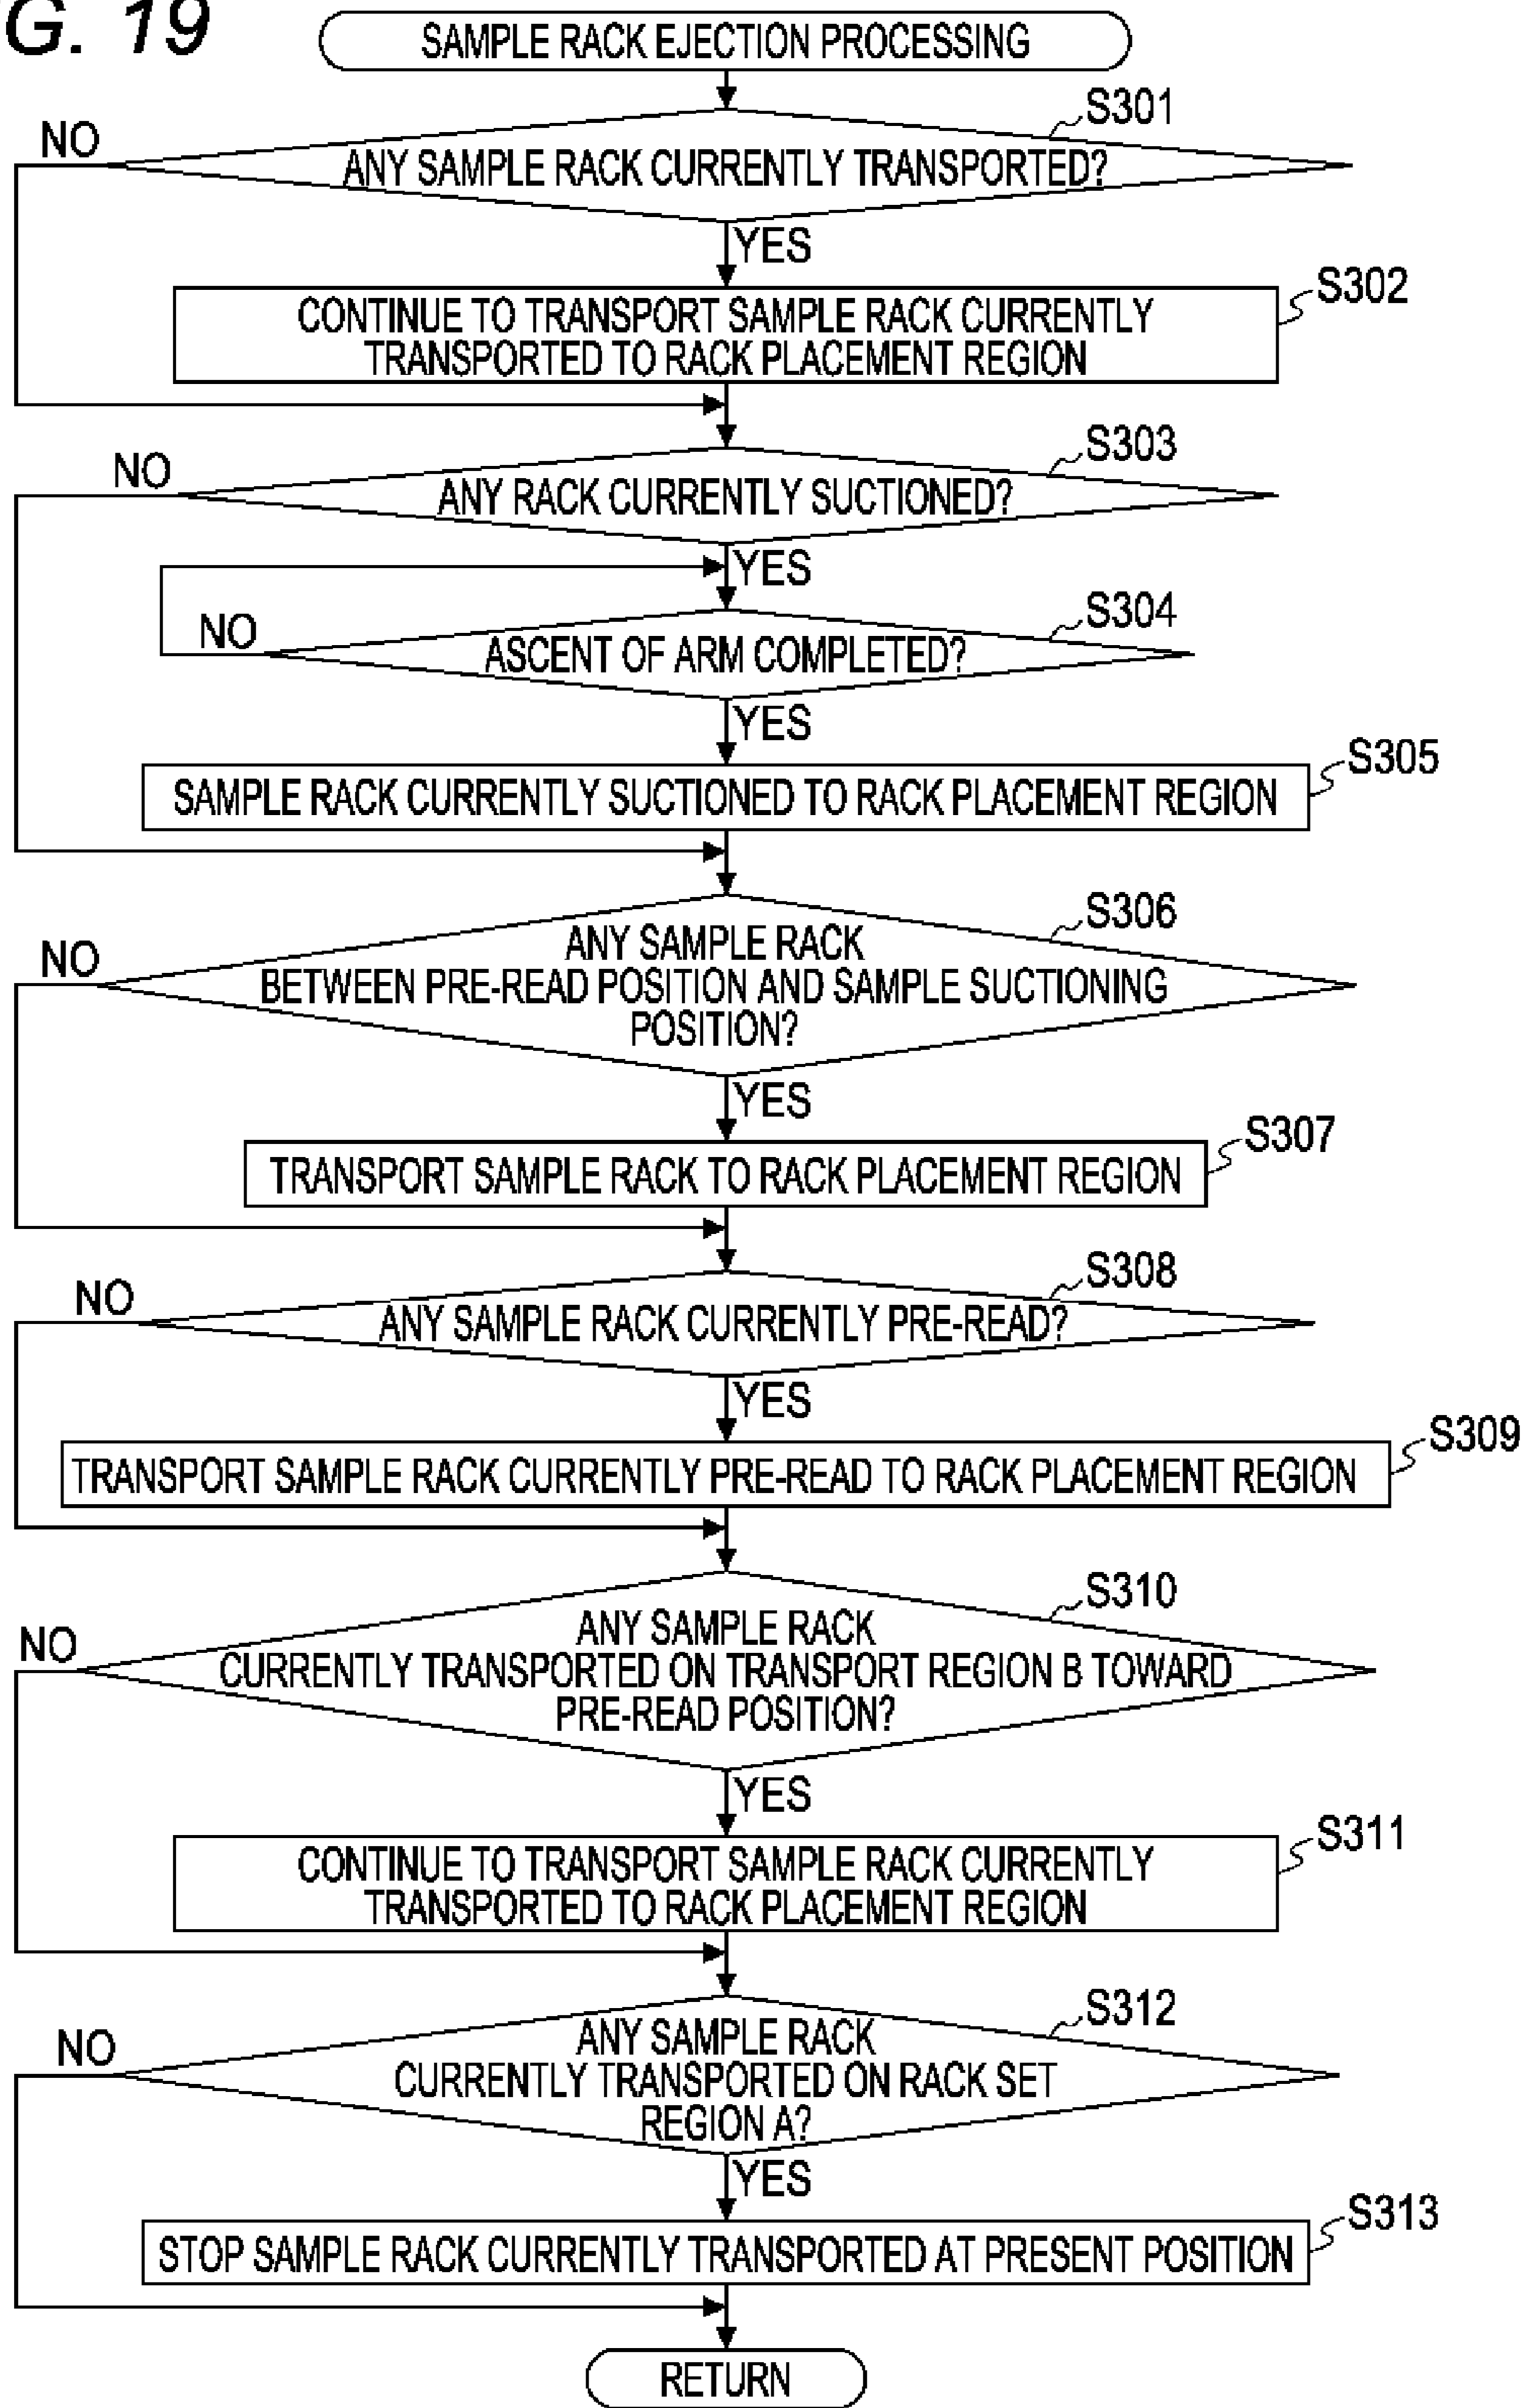 G. 19
SAMPLE RACK EJECTION PROCESSING
S301
NO
ANY SAMPLE RACK CURRENTLY TRANSPORTED?
YES
S302
CONTINUE TO TRANSPORT SAMPLE RACK CURRENTLY
TRANSPORTED TO RACK PLACEMENT REGION
S303
NO
ANY RACK CURRENTLY SUCTIONED?
YES
S304
NO
ASCENT OF ARM COMPLETED?
YES
S305
SAMPLE RACK CURRENTLY SUCTIONED TO RACK PLACEMENT REGION
S306
NO
ANY SAMPLE RACK
BETWEEN PRE-READ POSITION AND SAMPLE SUCTIONING
POSITION?
YES
S307
TRANSPORT SAMPLE RACK TO RACK PLACEMENT REGION
S308
NO
ANY SAMPLE RACK CURRENTLY PRE-READ?
YES
S309
TRANSPORT SAMPLE RACK CURRENTLY PRE-READ TO RACK PLACEMENT REGION
S310
NO
ANY SAMPLE RACK
CURRENTLY TRANSPORTED ON TRANSPORT REGION B TOWARD
PRE-READ POSITION?
YES
S311
CONTINUE TO TRANSPORT SAMPLE RACK CURRENTLY
TRANSPORTED TO RACK PLACEMENT REGION
S312
NO
ANY SAMPLE RACK
CURRENTLY TRANSPORTED ON RACK SET
REGION A?
YES
S313
STOP SAMPLE RACK CURRENTLY TRANSPORTED AT PRESENT POSITION
RETURN